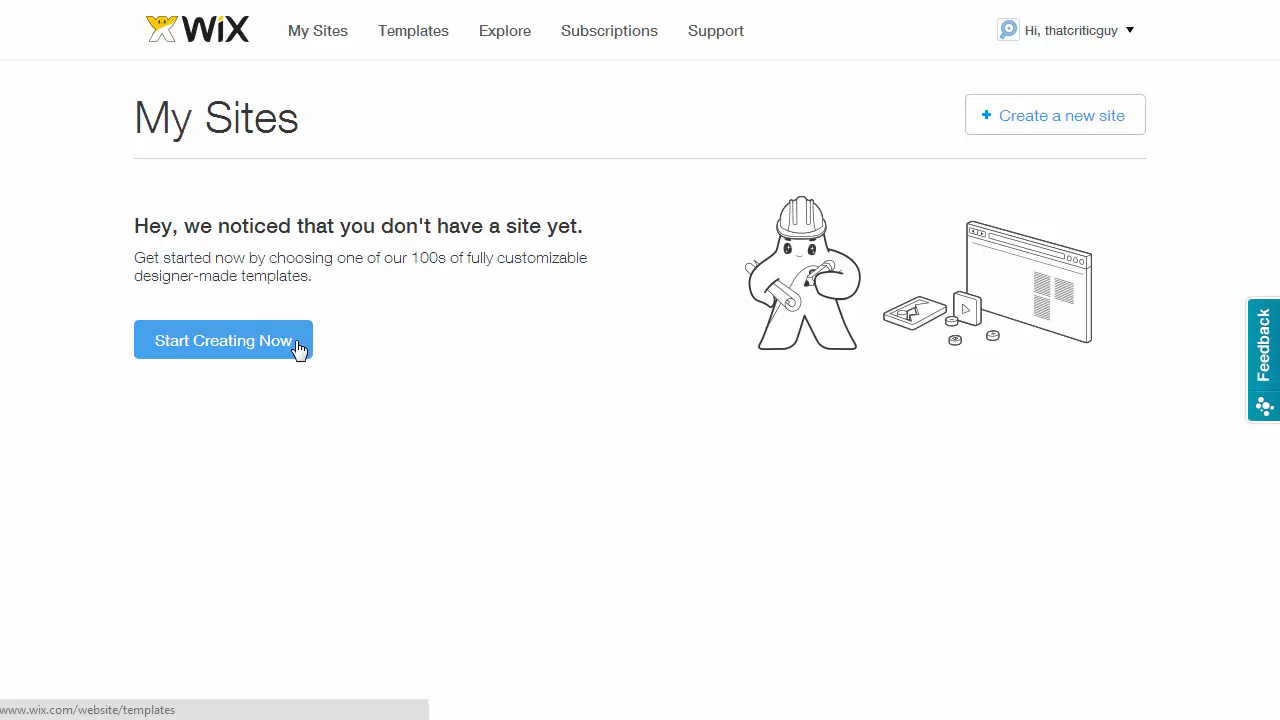 WiX
My Sites
Templates
Explore
Subscriptions
Support
Hi, thatcriticguy
My Sites
+ Create a new site
Hey, we noticed that you don't have a site yet.
Get started now by choosing one of our 100s of fully customizable
designer-made templates.
Start Creating Now
Feedback
www.wix.com/website/templates